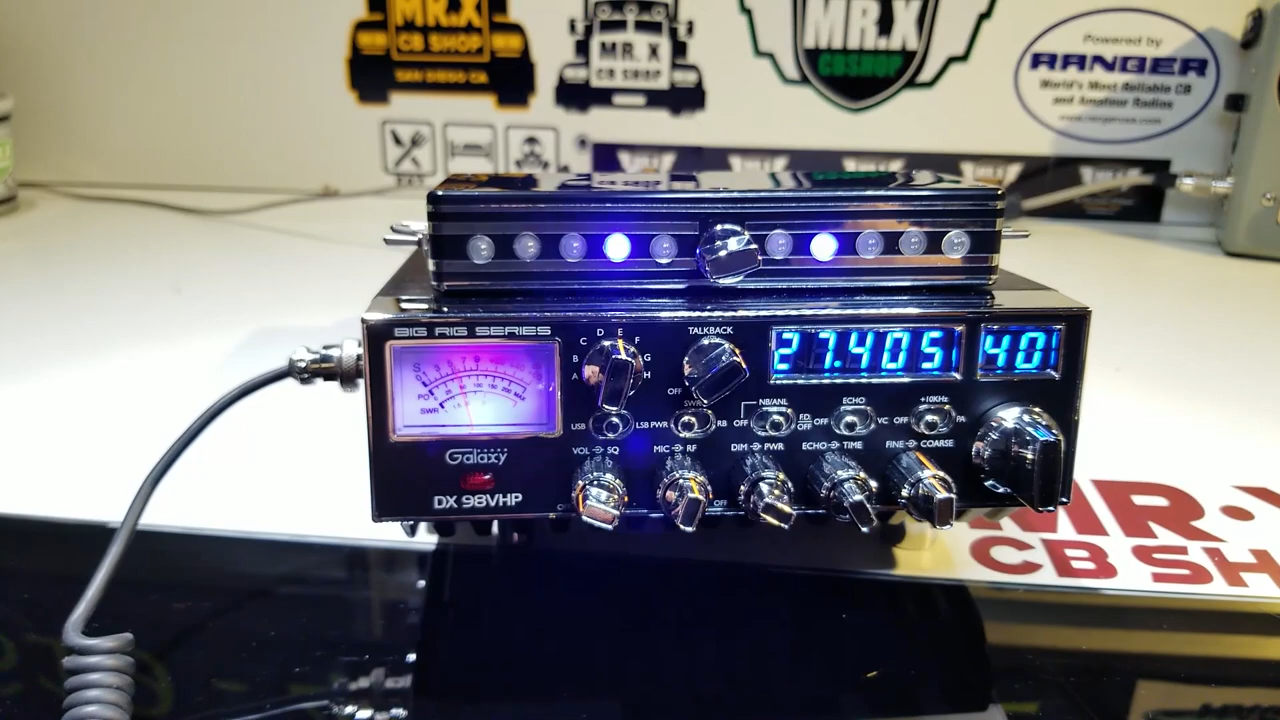 MR.X
CB SHOP
SAN DIEGO CA
MR. X
CB SHOP
MR.X
CBSHOP
Powered by
RANGER
World's Most Reliable CB
and Amateur Radios
BIG RIG SERIES
TALKBACK
OFF
A B C D E F G H
27.405
40
S
PO
SWR
USB
LSB
PWR
SWR
RB
OFF
NB/ANL
F.D.
OFF
OFF
ECHO
VC
OFF
+10KHz
PA
VOL
SQ
MIC
RF
OFF
DIM
PWR
ECHO
TIME
FINE
COARSE
Galaxy
DX 98VHP
MR.X
CB SH